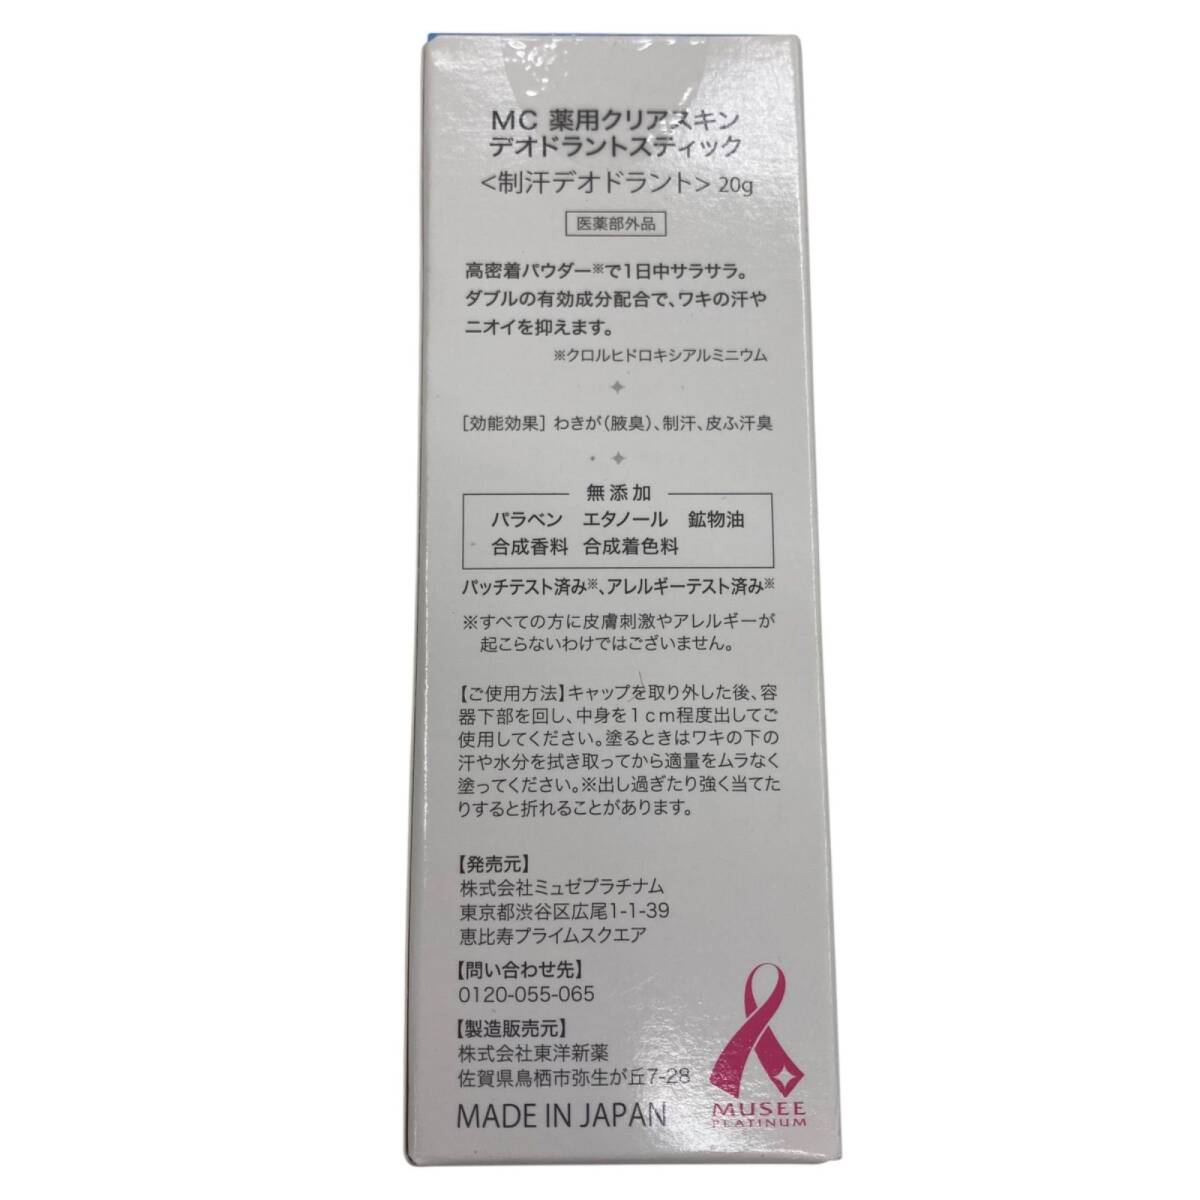 MC 薬用クリアスキン
デオドラントスティック
<制汗デオドラント> 20g
医薬部外品
高密着パウダー※で1日中サラサラ。
ダブルの有効成分配合で、ワキの汗や
ニオイを抑えます。
※クロルヒドロキシアルミニウム
[効能効果] わきが(腋臭)、制汗、皮ふ汗臭
無添加
パラベン エタノール 鉱物油
合成香料 合成着色料
パッチテスト済み※、アレルギーテスト済み※
※すべての方に皮膚刺激やアレルギーが
起こらないわけではございません。
【ご使用方法】キャップを取り外した後、容
器下部を回し、中身を1cm程度出してご
使用してください。塗るときはワキの下の
汗や水分を拭き取ってから適量をムラなく
塗ってください。※出し過ぎたり強く当てた
りすると折れることがあります。
【発売元】
株式会社ミュゼプラチナム
東京都渋谷区広尾1-1-39
恵比寿プライムスクエア
【問い合わせ先】
0120-055-065
【製造販売元】
株式会社東洋新薬
佐賀県鳥栖市弥生が丘7-28
MADE IN JAPAN
MUSEE
PLATINUM